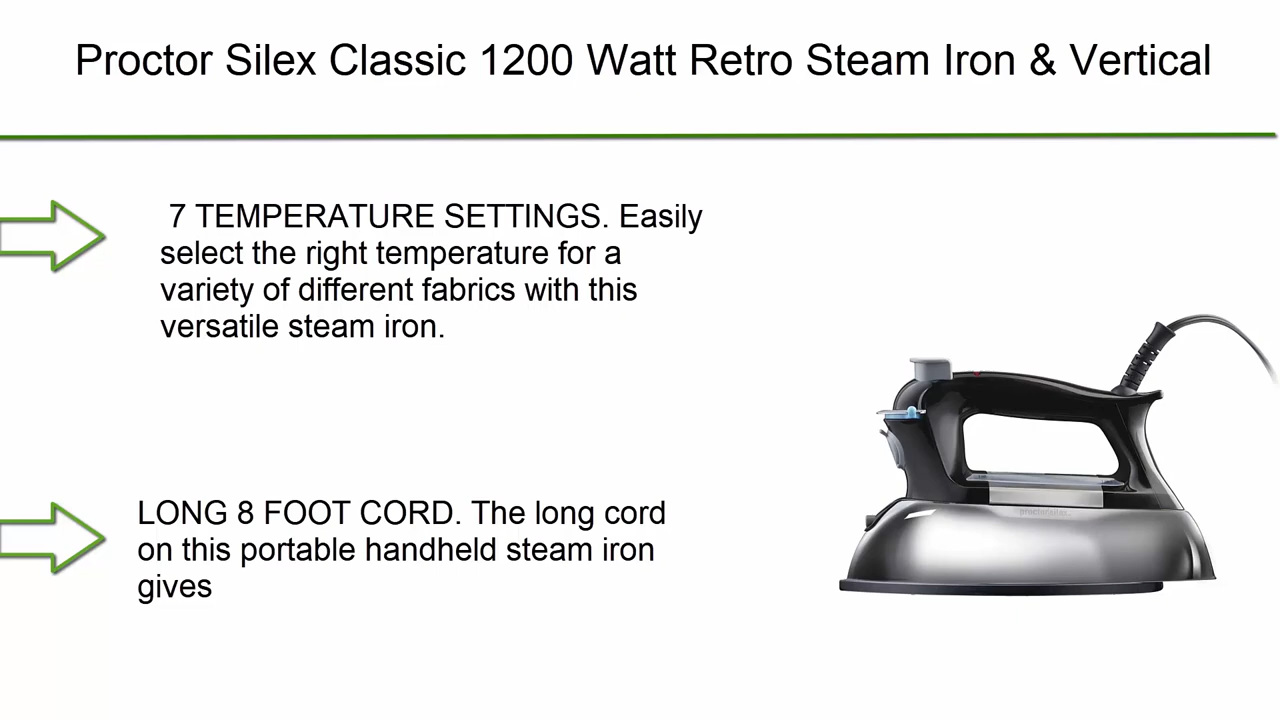 Proctor Silex Classic 1200 Watt Retro Steam Iron & Vertical
7 TEMPERATURE SETTINGS. Easily
select the right temperature for a
variety of different fabrics with this
versatile steam iron.
LONG 8 FOOT CORD. The long cord
on this portable handheld steam iron
gives